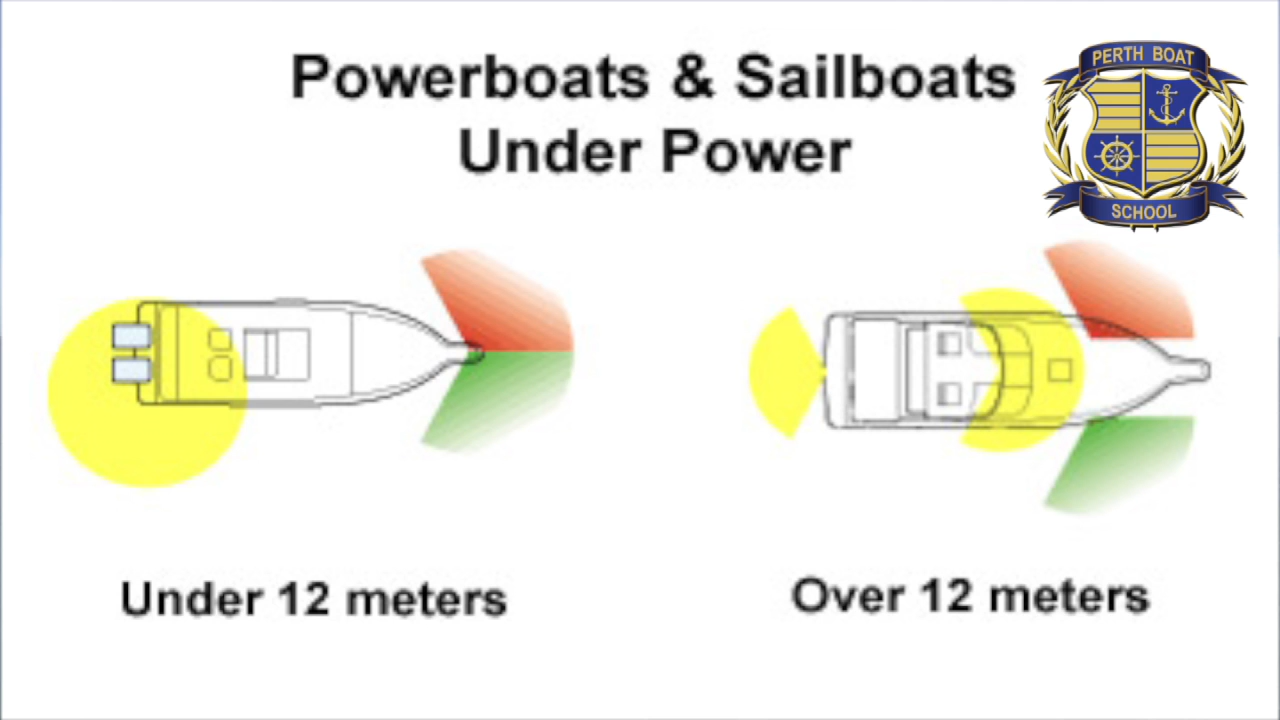 Powerboats & Sailboats
Under Power
PERTH BOAT
SCHOOL
Under 12 meters
Over 12 meters